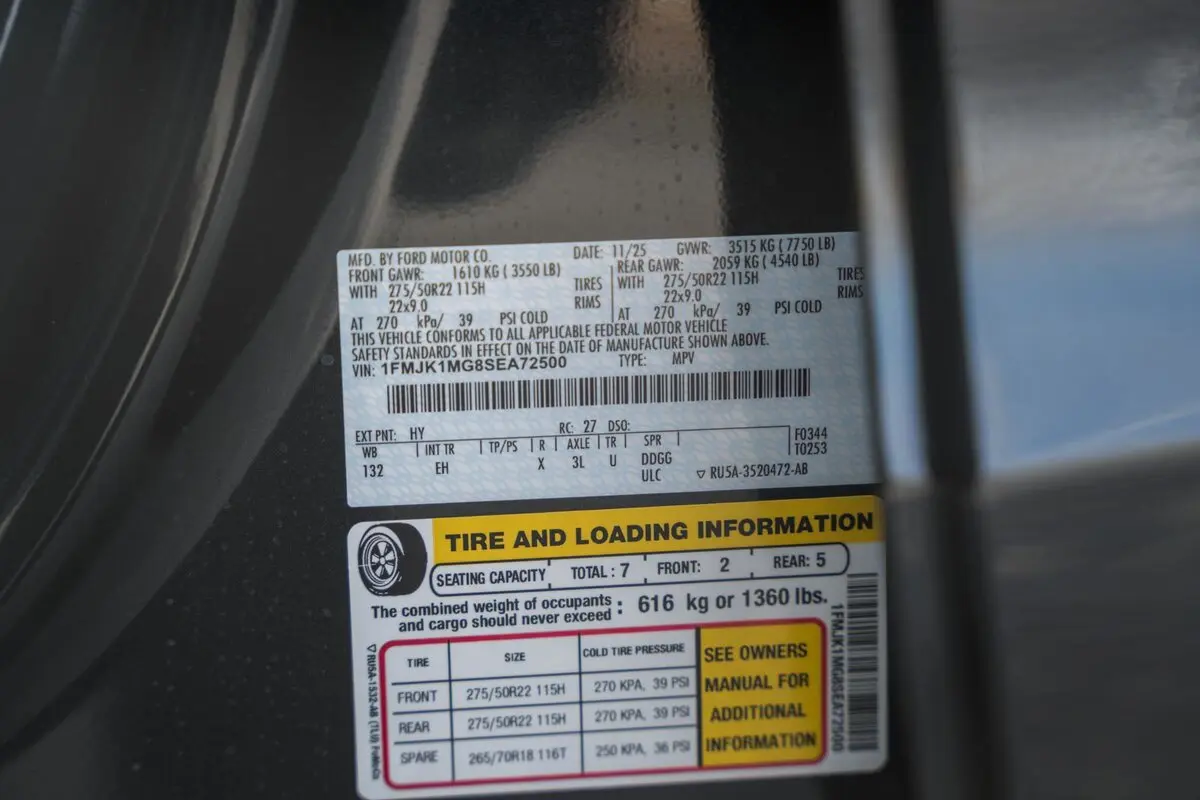 MFD. BY FORD MOTOR CO. DATE: 11/25 GVWR: 3515 KG ( 7750 LB)
FRONT GAWR: 1610 KG ( 3550 LB) REAR GAWR: 2059 KG ( 4540 LB)
WITH 275/50R22 115H TIRES WITH 275/50R22 115H TIRES
22x9.0 RIMS 22x9.0 RIMS
AT 270 kPa/ 39 PSI COLD AT 270 kPa/ 39 PSI COLD
THIS VEHICLE CONFORMS TO ALL APPLICABLE FEDERAL MOTOR VEHICLE
SAFETY STANDARDS IN EFFECT ON THE DATE OF MANUFACTURE SHOWN ABOVE.
VIN: 1FMJK1MG8SEA72500 TYPE: MPV
EXT PNT: HY RC: 27 DSO:
WB INT TR TP/PS R AXLE TR SPR F0344
132 EH X 3L U DDGG T0253
ULC ▽ RU5A-3520472-AB
TIRE AND LOADING INFORMATION
SEATING CAPACITY TOTAL : 7 FRONT: 2 REAR: 5
The combined weight of occupants
and cargo should never exceed : 616 kg or 1360 lbs.
TIRE SIZE COLD TIRE PRESSURE
FRONT 275/50R22 115H 270 KPA, 39 PSI
REAR 275/50R22 115H 270 KPA, 39 PSI
SPARE 265/70R18 116T 250 KPA, 36 PSI
SEE OWNERS
MANUAL FOR
ADDITIONAL
INFORMATION
▽ RU5A-1532-AB (TLU) FoMoCo
1FMJK1MG8SEA72500